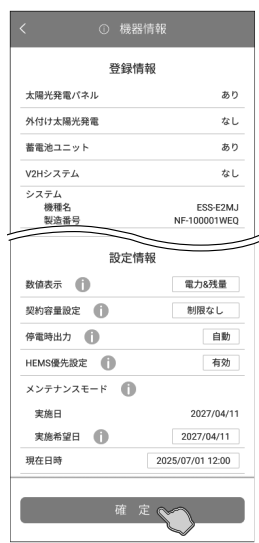 機器情報
登録情報
太陽光発電パネル あり
外付け太陽光発電 なし
蓄電池ユニット あり
V2Hシステム なし
システム
機種名 ESS-E2MJ
製造番号 NF-100001WEQ
設定情報
数値表示 電力&残量
契約容量設定 制限なし
停電時出力 自動
HEMS優先設定 有効
メンテナンスモード
実施日 2027/04/11
実施希望日 2027/04/11
現在日時 2025/07/01 12:00
確 定